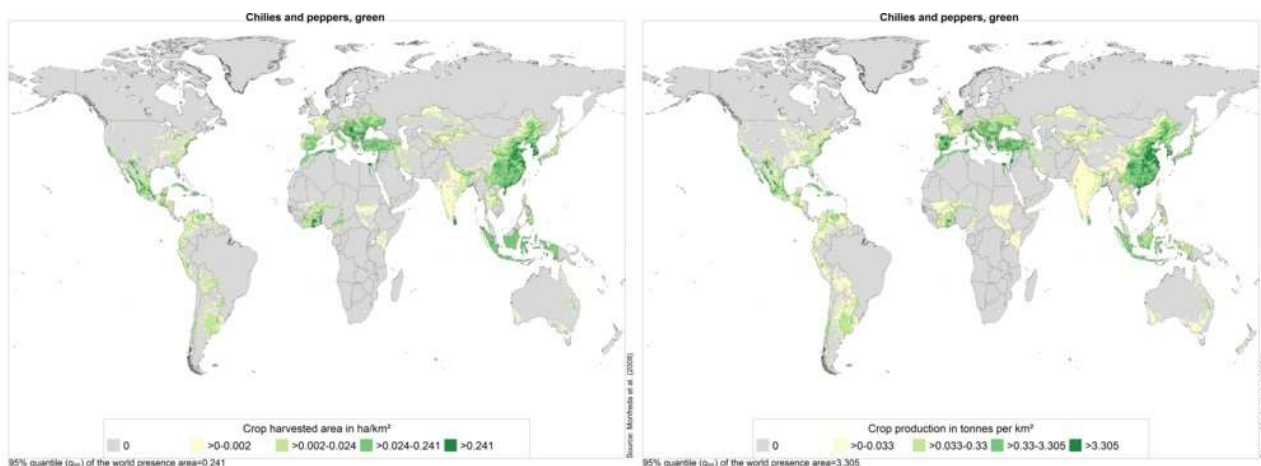 Chilies and peppers, green
Source: Monfreda et al. (2008)
Crop harvested area in ha/km²
0 >0-0.002 >0.002-0.024 >0.024-0.241 >0.241
95% quantile (q₉₅) of the world presence area=0.241
Chilies and peppers, green
Crop production in tonnes per km²
0 >0-0.033 >0.033-0.33 >0.33-3.305 >3.305
95% quantile (q₉₅) of the world presence area=3.305